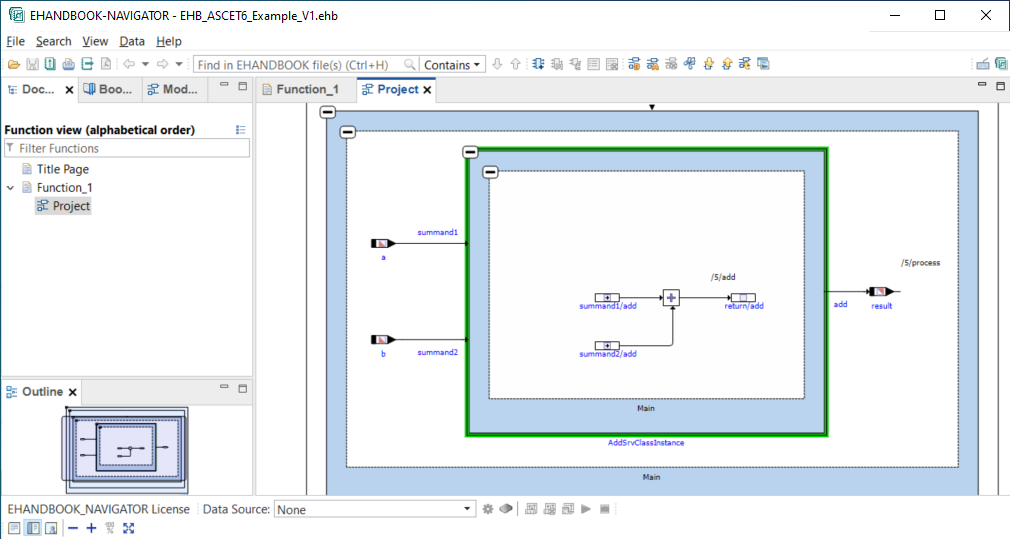 EHANDBOOK-NAVIGATOR - EHB_ASCET6_Example_V1.ehb
File Search View Data Help
Find in EHANDBOOK file(s) (Ctrl+H) Contains
Doc... Boo... Mod... Function_1 Project
Function view (alphabetical order)
Filter Functions
Title Page
Function_1
Project
summand1
a
/5/process
/5/add
summand1/add
return/add
add
result
b
summand2
summand2/add
Main
AddSrvClassInstance
Main
Outline
EHANDBOOK_NAVIGATOR License Data Source: None